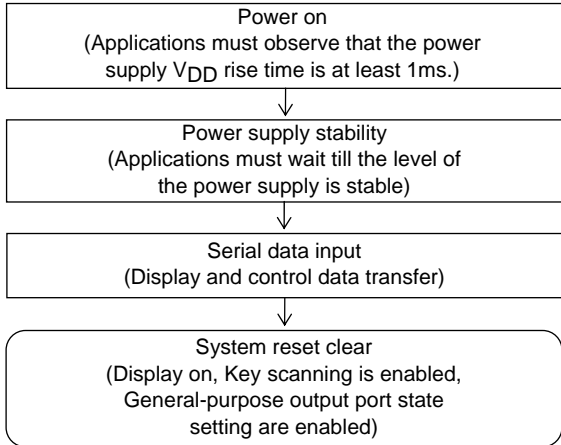 Power on
(Applications must observe that the power
supply VDD rise time is at least 1ms.)
Power supply stability
(Applications must wait till the level of
the power supply is stable)
Serial data input
(Display and control data transfer)
System reset clear
(Display on, Key scanning is enabled,
General-purpose output port state
setting are enabled)